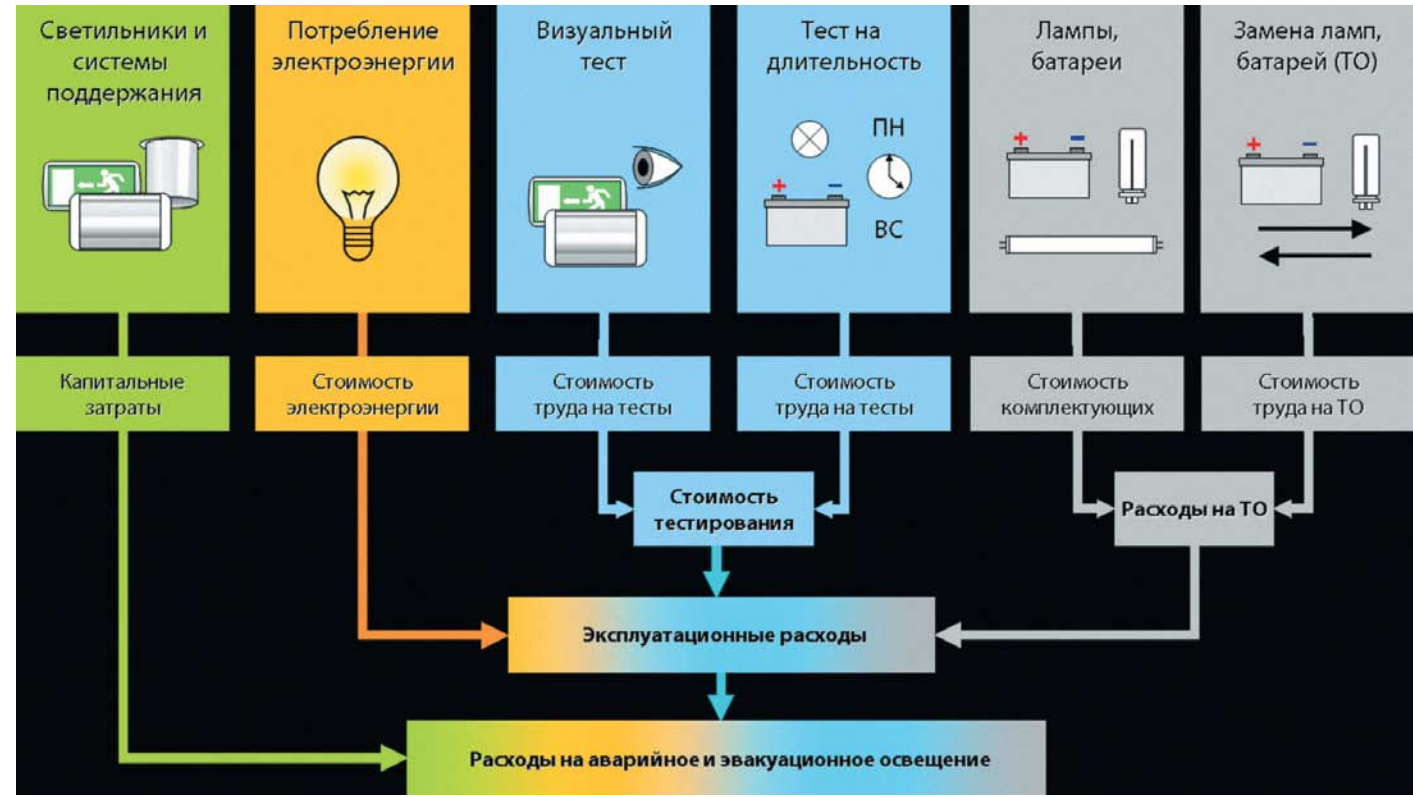 Светильники и
системы
поддержания
Потребление
электроэнергии
Визуальный
тест
Тест на
длительность
Лампы,
батареи
Замена ламп,
батарей (ТО)
+
−
ПН
ВС
+
−
+
−
Капитальные
затраты
Стоимость
электроэнергии
Стоимость
труда на тесты
Стоимость
труда на тесты
Стоимость
комплектующих
Стоимость
труда на ТО
Стоимость
тестирования
Расходы на ТО
Эксплуатационные расходы
Расходы на аварийное и эвакуационное освещение